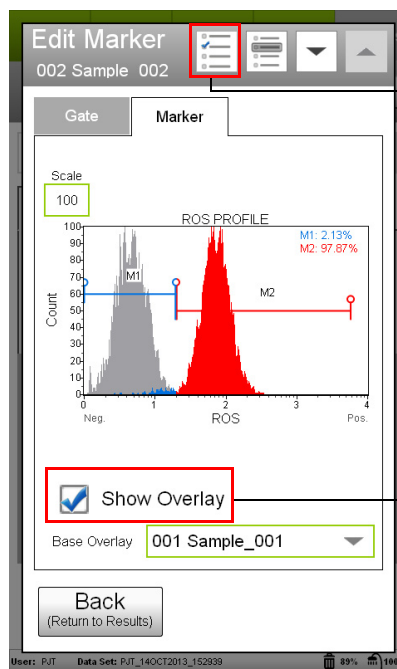 Edit Marker
002 Sample 002
Gate
Marker
Scale
100
ROS PROFILE
M1: 2.13%
M2: 97.87%
100
90
80
70
60
50
40
30
20
10
0
Count
M1
M2
0 1 2 3 4
Neg. ROS Pos.
Show Overlay
Base Overlay 001 Sample_001
Back
(Return to Results)
User: PJT Data Set: PJT_14OCT2013_152939 89% 100